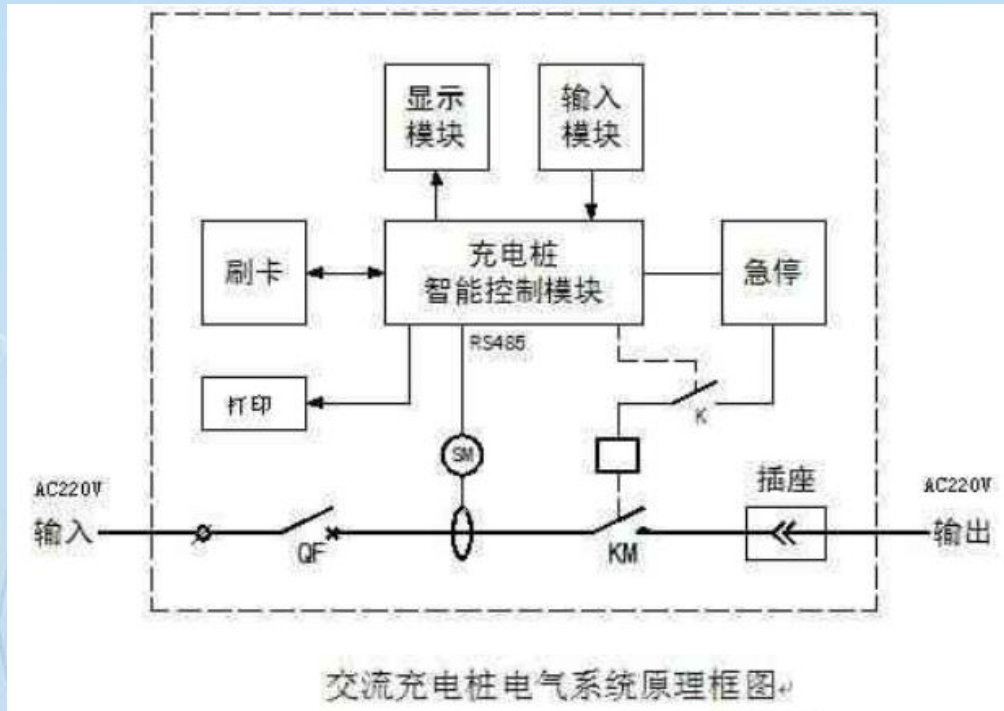 显示
模块
输入
模块
刷卡
充电桩
智能控制模块
急停
RS485
打印
K
SM
AC220V
输入
QF
KM
插座
AC220V
输出
交流充电桩电气系统原理框图